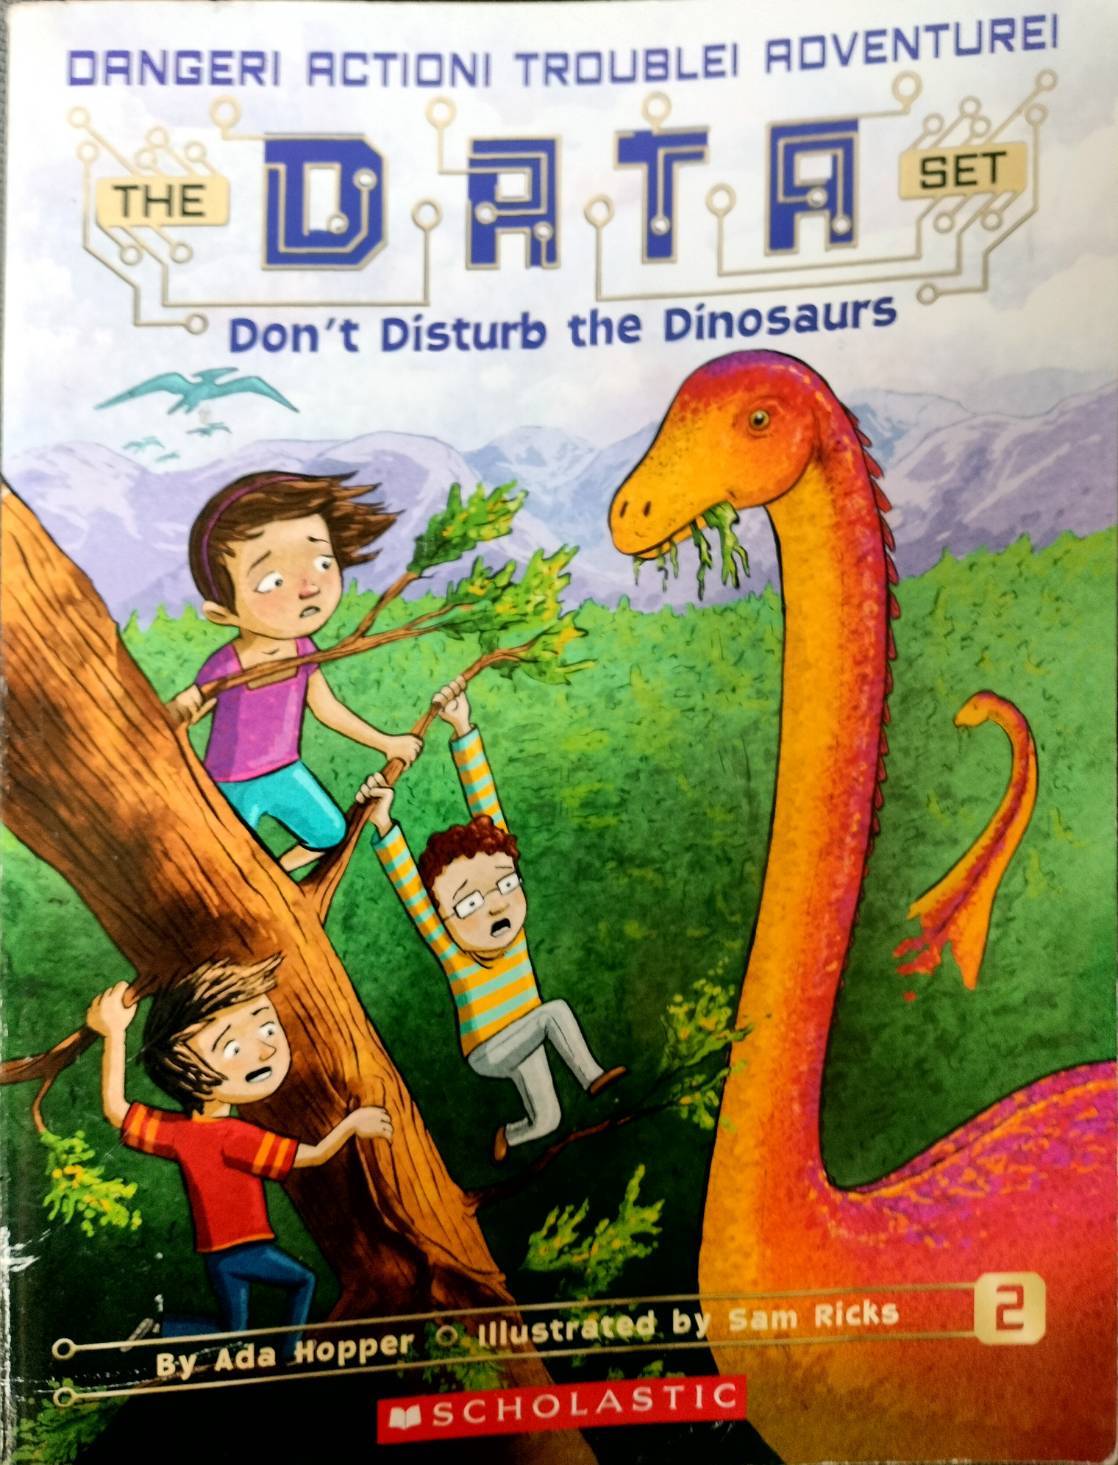 DANGER! ACTION! TROUBLE! ADVENTURE!
THE DATA SET
Don't Disturb the Dinosaurs
By Ada Hopper Illustrated by Sam Ricks 2
SCHOLASTIC